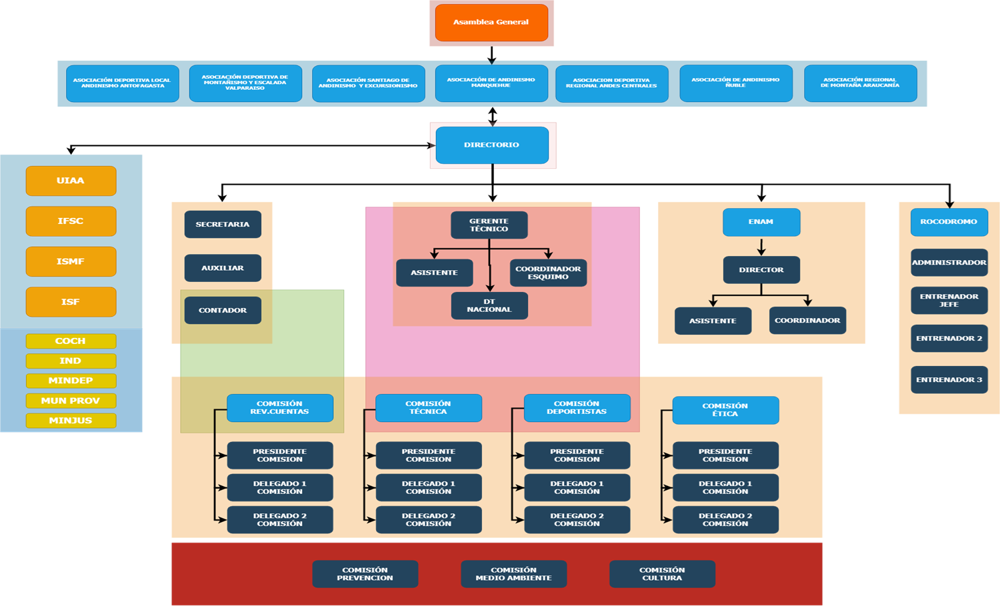 Asamblea General
ASOCIACIÓN DEPORTIVA LOCAL
ANDINISMO ANTOFAGASTA
ASOCIACIÓN DEPORTIVA DE
MONTAÑISMO Y ESCALADA
VALPARAISO
ASOCIACIÓN SANTIAGO DE
ANDINISMO Y EXCURSIONISMO
ASOCIACIÓN DE ANDINISMO
MANQUEHUE
ASOCIACION DEPORTIVA
REGIONAL ANDES CENTRALES
ASOCIACIÓN DE ANDINISMO
ÑUBLE
ASOCIACIÓN REGIONAL
DE MONTAÑA ARAUCANÍA
DIRECTORIO
UIAA
IFSC
ISMF
ISF
COCH
IND
MINDEP
MUN PROV
MINJUS
SECRETARIA
AUXILIAR
CONTADOR
GERENTE
TÉCNICO
ASISTENTE
COORDINADOR
ESQUIMO
DT
NACIONAL
ENAM
DIRECTOR
ASISTENTE
COORDINADOR
ROCODROMO
ADMINISTRADOR
ENTRENADOR
JEFE
ENTRENADOR 2
ENTRENADOR 3
COMISIÓN
REV.CUENTAS
PRESIDENTE
COMISION
DELEGADO 1
COMISIÓN
DELEGADO 2
COMISIÓN
COMISIÓN
TÉCNICA
PRESIDENTE
COMISION
DELEGADO 1
COMISIÓN
DELEGADO 2
COMISIÓN
COMISIÓN
DEPORTISTAS
PRESIDENTE
COMISION
DELEGADO 1
COMISIÓN
DELEGADO 2
COMISIÓN
COMISIÓN
ÉTICA
PRESIDENTE
COMISION
DELEGADO 1
COMISIÓN
DELEGADO 2
COMISIÓN
COMISIÓN
PREVENCION
COMISIÓN
MEDIO AMBIENTE
COMISIÓN
CULTURA